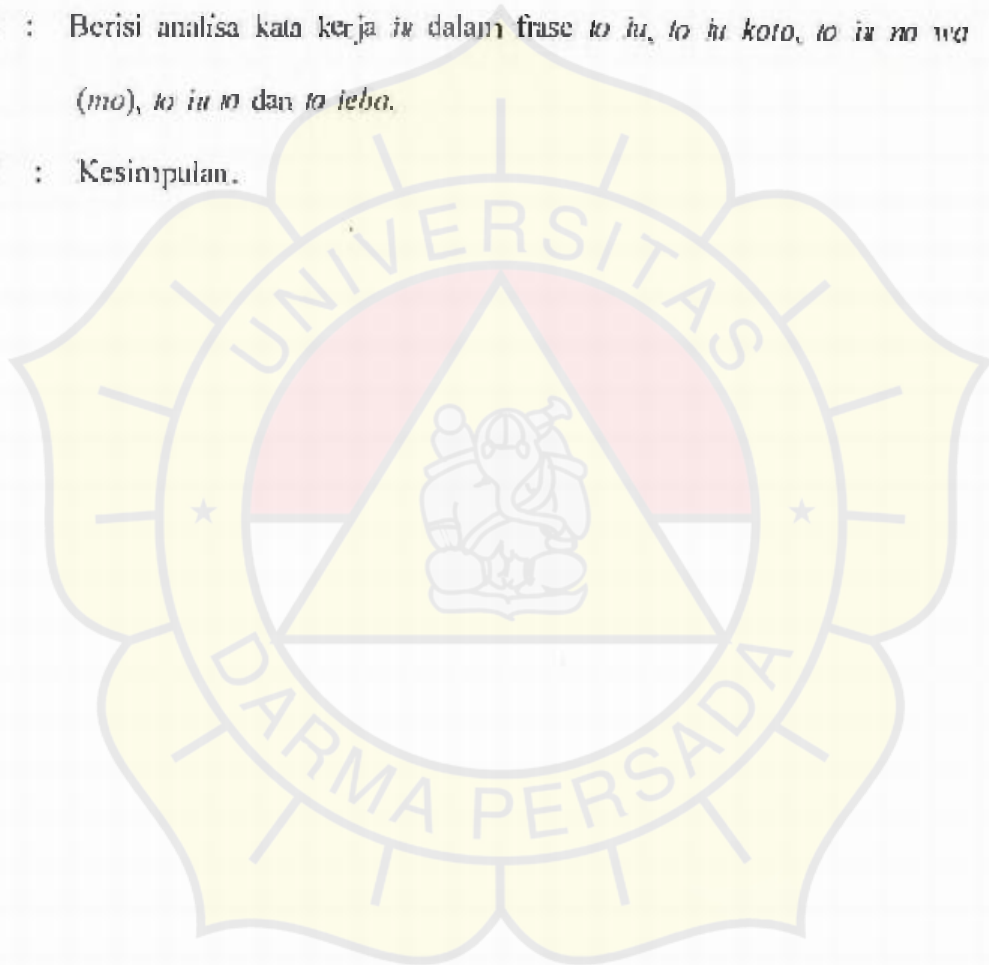 : Berisi analisa kata kerja iu dalam frase to iu, to iu koto, to iu no wa
(mo), to iu to dan to ieba.
: Kesimpulan.
UNIVERSITAS
DARMA PERSADA